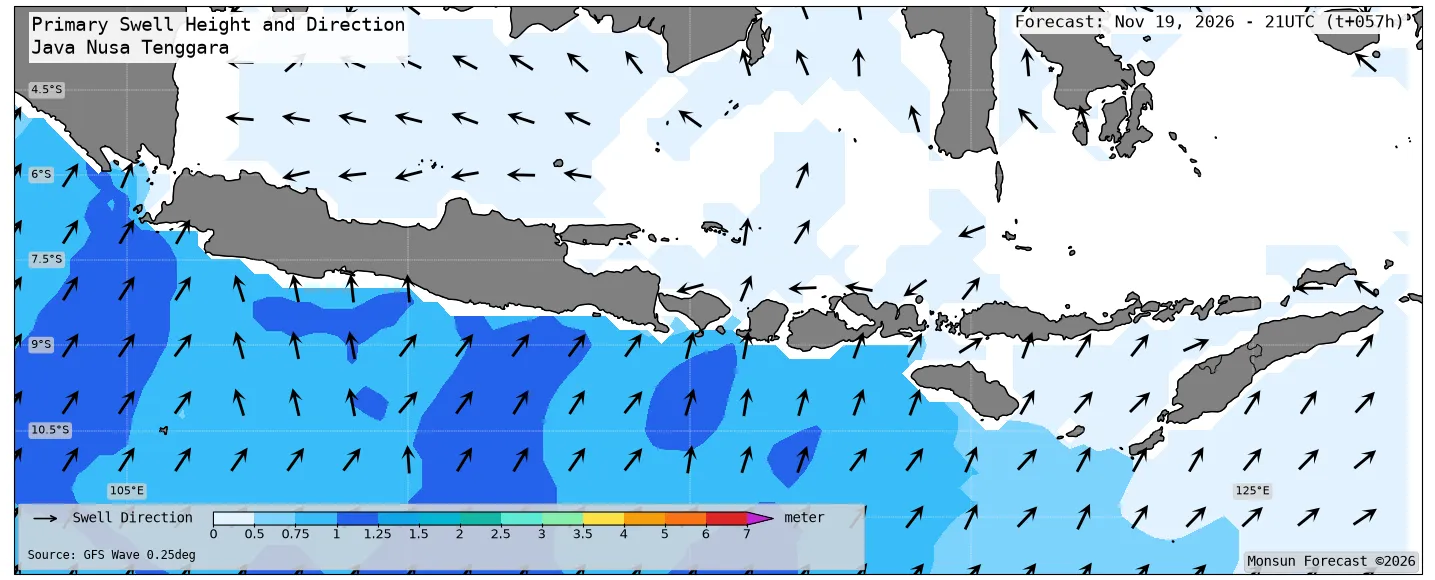 Primary Swell Height and Direction
Java Nusa Tenggara
Forecast: Nov 19, 2026 - 21UTC (t+057h)
4.5°S
6°S
7.5°S
9°S
10.5°S
105°E
125°E
Swell Direction
meter
0 0.5 0.75 1 1.25 1.5 2 2.5 3 3.5 4 5 6 7
Source: GFS Wave 0.25deg
Monsun Forecast ©2026